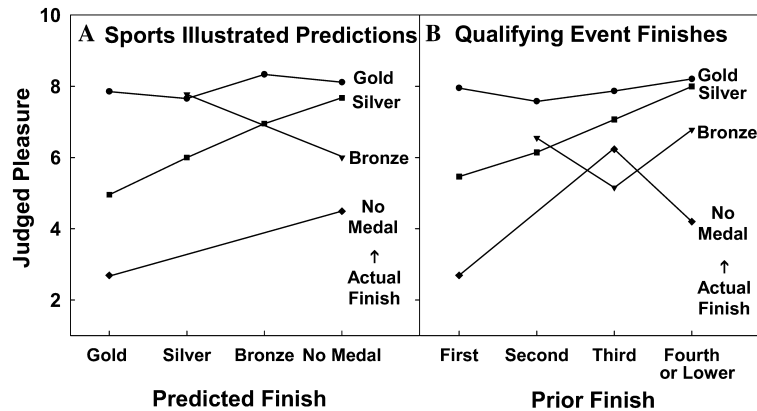 A Sports Illustrated Predictions
B Qualifying Event Finishes
Judged Pleasure
10
8
6
4
2
Gold
Silver
Bronze
No
Medal
↑
Actual
Finish
Gold
Silver
Bronze
No
Medal
↑
Actual
Finish
Gold Silver Bronze No Medal
Predicted Finish
First Second Third Fourth
or Lower
Prior Finish